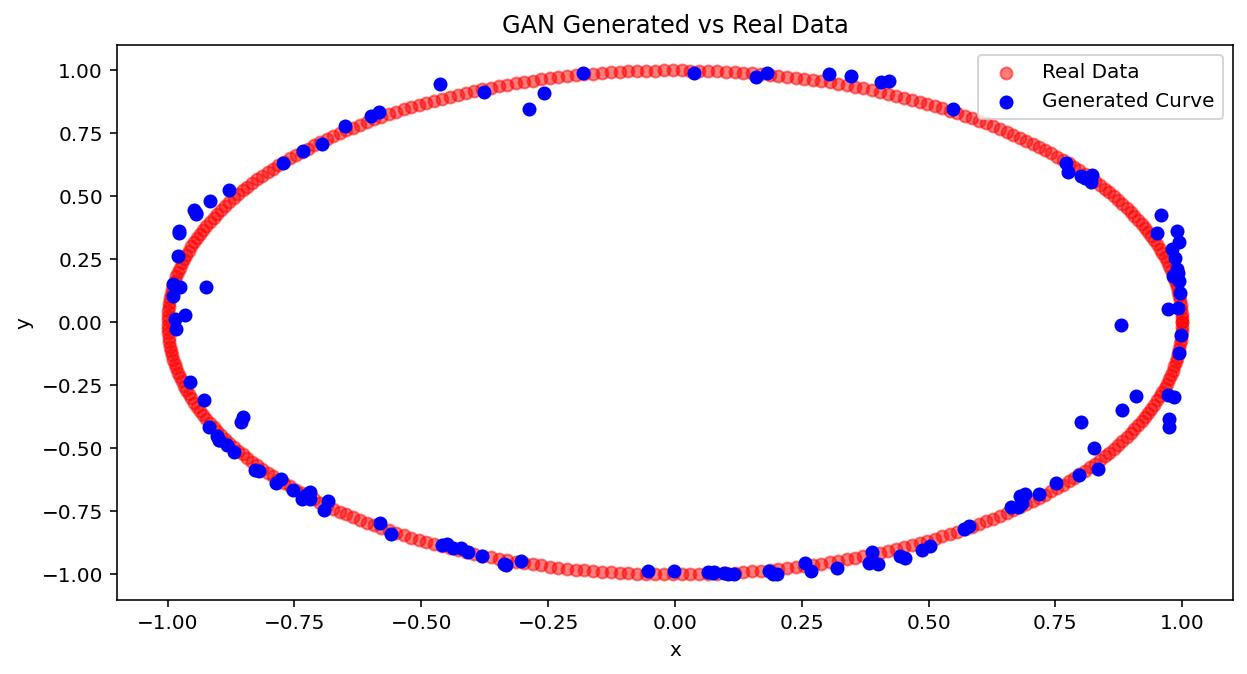 GAN Generated vs Real Data
Real Data
Generated Curve
1.00
0.75
0.50
0.25
0.00
−0.25
−0.50
−0.75
−1.00
y
−1.00 −0.75 −0.50 −0.25 0.00 0.25 0.50 0.75 1.00
x